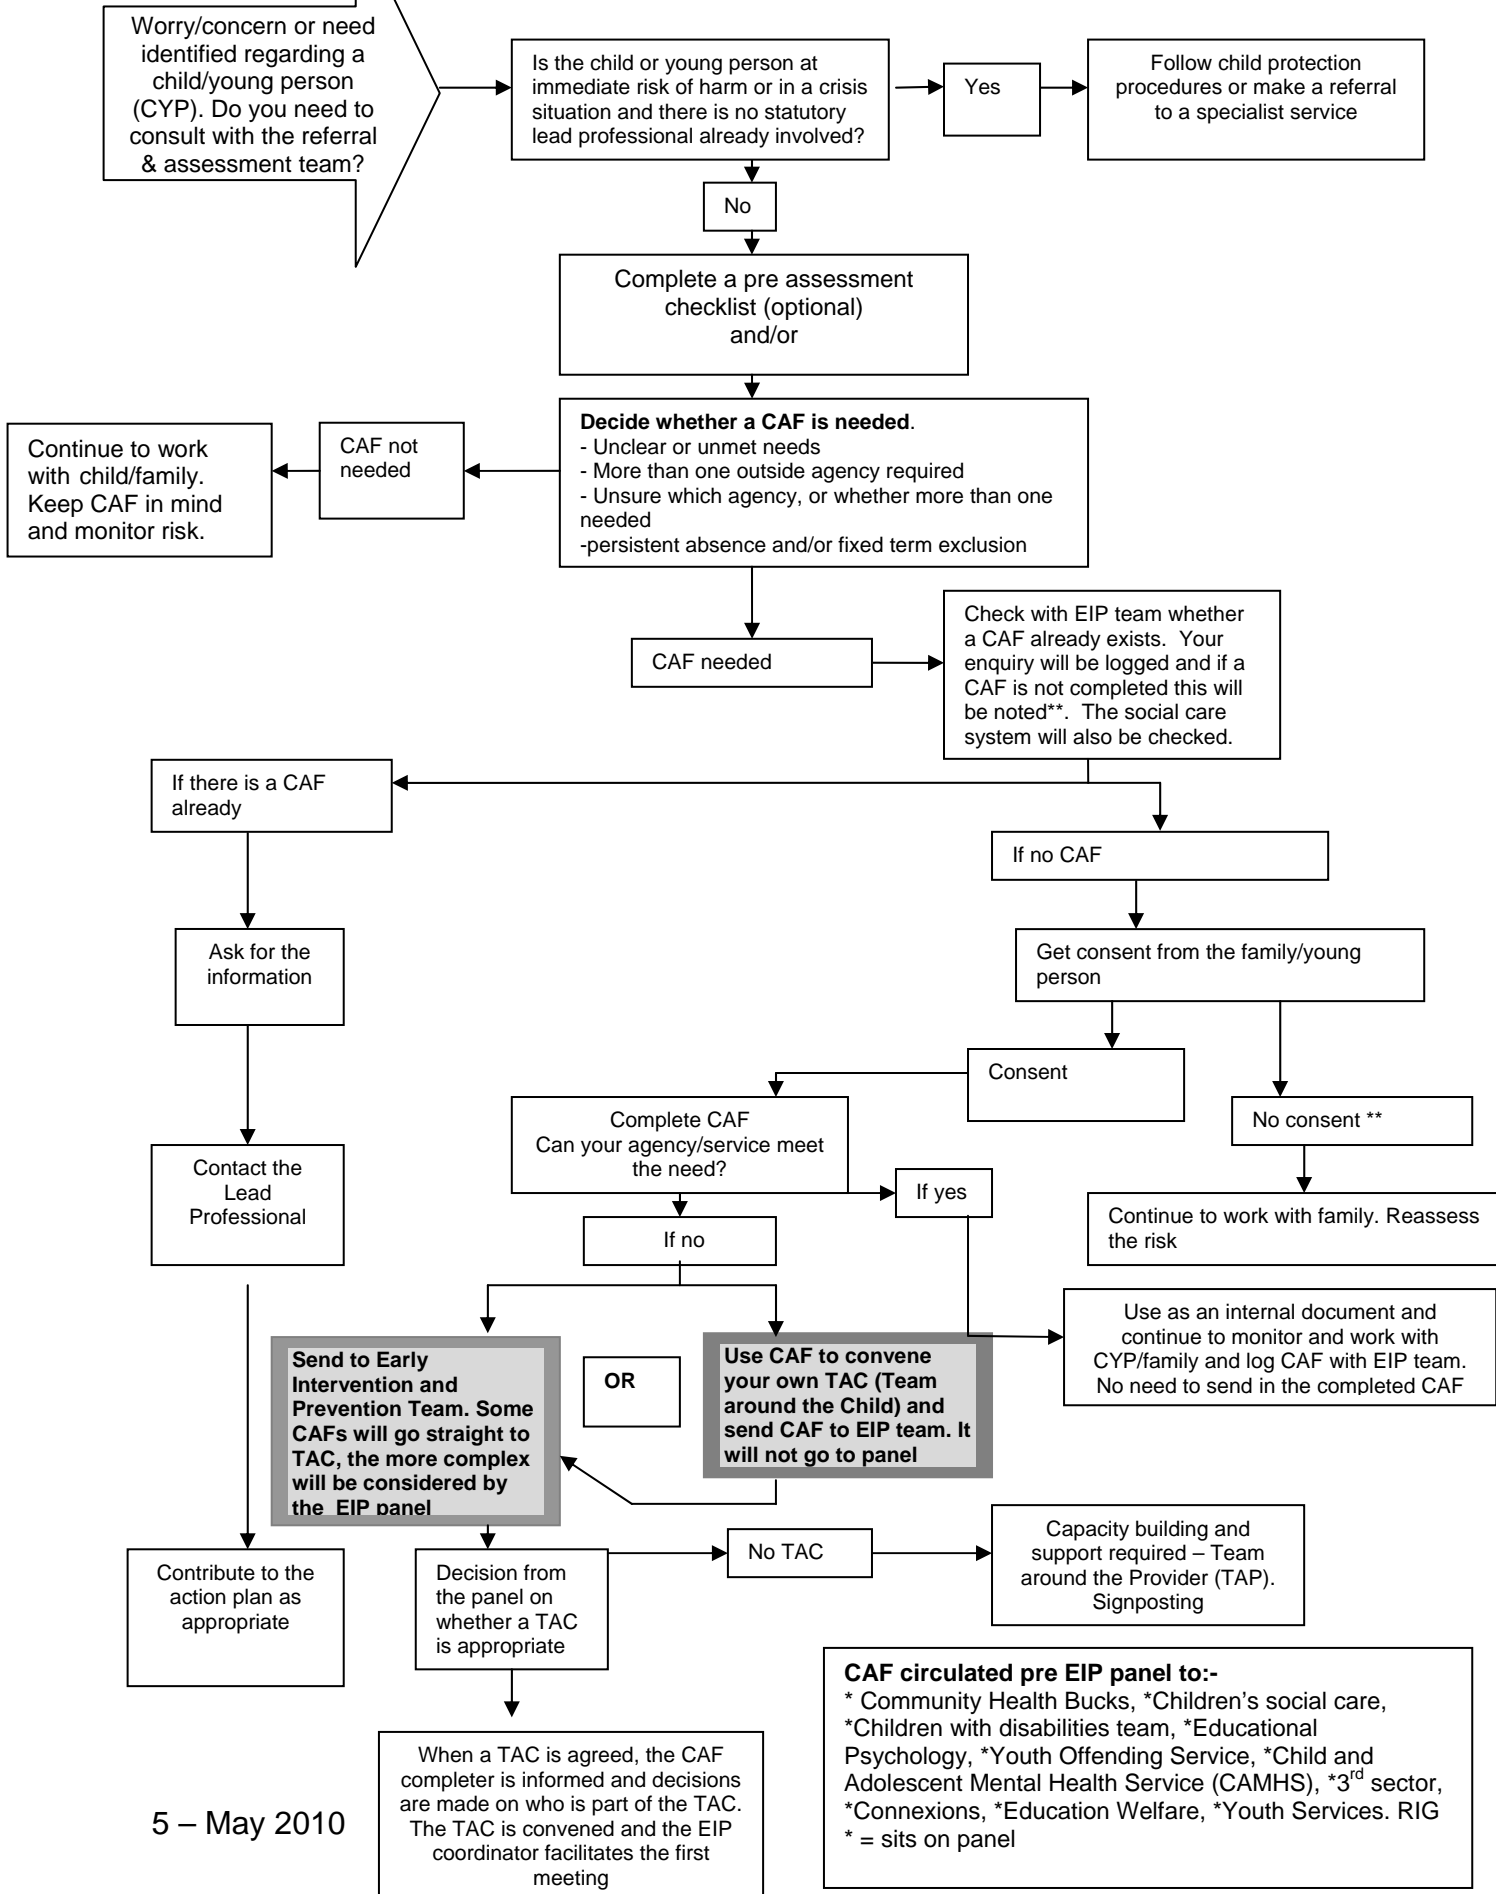 Worry/concern or need
identified regarding a
child/young person
(CYP). Do you need to
consult with the referral
& assessment team?
Is the child or young person at
immediate risk of harm or in a crisis
situation and there is no statutory
lead professional already involved?
Yes
Follow child protection
procedures or make a referral
to a specialist service
No
Complete a pre assessment
checklist (optional)
and/or
Decide whether a CAF is needed.
- Unclear or unmet needs
- More than one outside agency required
- Unsure which agency, or whether more than one
needed
-persistent absence and/or fixed term exclusion
CAF not
needed
Continue to work
with child/family.
Keep CAF in mind
and monitor risk.
CAF needed
Check with EIP team whether
a CAF already exists.  Your
enquiry will be logged and if a
CAF is not completed this will
be noted**.  The social care
system will also be checked.
If there is a CAF
already
If no CAF
Ask for the
information
Get consent from the family/young
person
Consent
No consent **
Complete CAF
Can your agency/service meet
the need?
Contact the
Lead
Professional
If yes
If no
Continue to work with family. Reassess
the risk
Use as an internal document and
continue to monitor and work with
CYP/family and log CAF with EIP team.
No need to send in the completed CAF
Send to Early
Intervention and
Prevention Team. Some
CAFs will go straight to
TAC, the more complex
will be considered by
the  EIP panel
OR
Use CAF to convene
your own TAC (Team
around the Child) and
send CAF to EIP team. It
will not go to panel
Contribute to the
action plan as
appropriate
Decision from
the panel on
whether a TAC
is appropriate
No TAC
Capacity building and
support required – Team
around the Provider (TAP).
Signposting
When a TAC is agreed, the CAF
completer is informed and decisions
are made on who is part of the TAC.
The TAC is convened and the EIP
coordinator facilitates the first
meeting
CAF circulated pre EIP panel to:-
* Community Health Bucks, *Children's social care,
*Children with disabilities team, *Educational
Psychology, *Youth Offending Service, *Child and
Adolescent Mental Health Service (CAMHS), *3rd sector,
*Connexions, *Education Welfare, *Youth Services. RIG
* = sits on panel
5 – May 2010